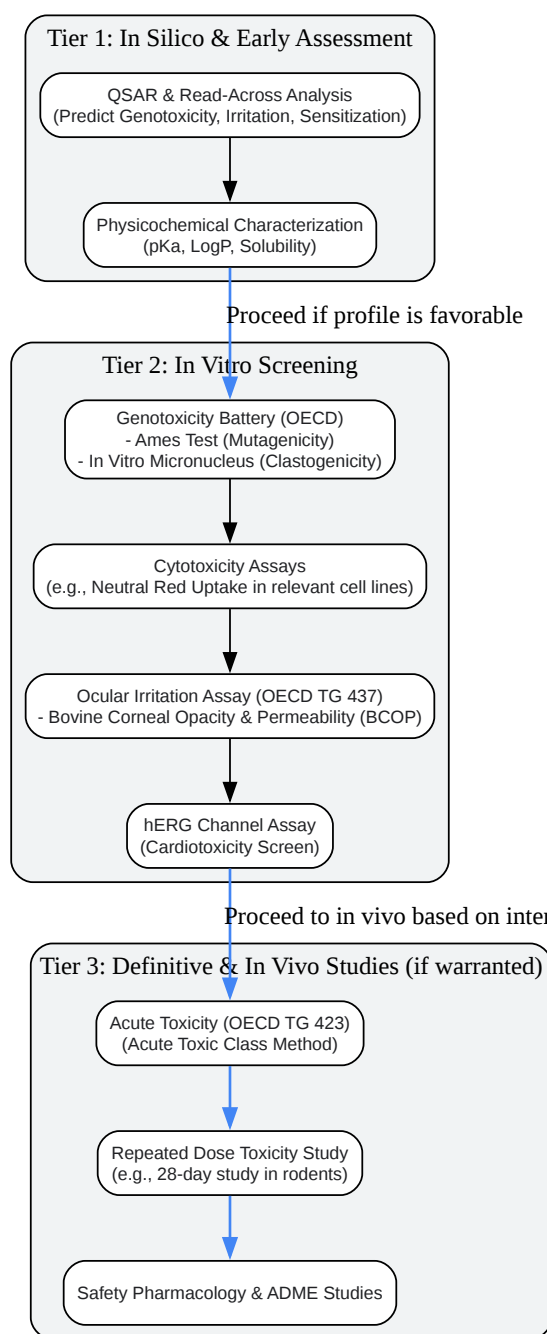 Tier 1: In Silico & Early Assessment
QSAR & Read-Across Analysis
(Predict Genotoxicity, Irritation, Sensitization)
Physicochemical Characterization
(pKa, LogP, Solubility)
Proceed if profile is favorable
Tier 2: In Vitro Screening
Genotoxicity Battery (OECD)
- Ames Test (Mutagenicity)
- In Vitro Micronucleus (Clastogenicity)
Cytotoxicity Assays
(e.g., Neutral Red Uptake in relevant cell lines)
Ocular Irritation Assay (OECD TG 437)
- Bovine Corneal Opacity & Permeability (BCOP)
hERG Channel Assay
(Cardiotoxicity Screen)
Proceed to in vivo based on
Tier 3: Definitive & In Vivo Studies (if warranted)
Acute Toxicity (OECD TG 423)
(Acute Toxic Class Method)
Repeated Dose Toxicity Study
(e.g., 28-day study in rodents)
Safety Pharmacology & ADME Studies